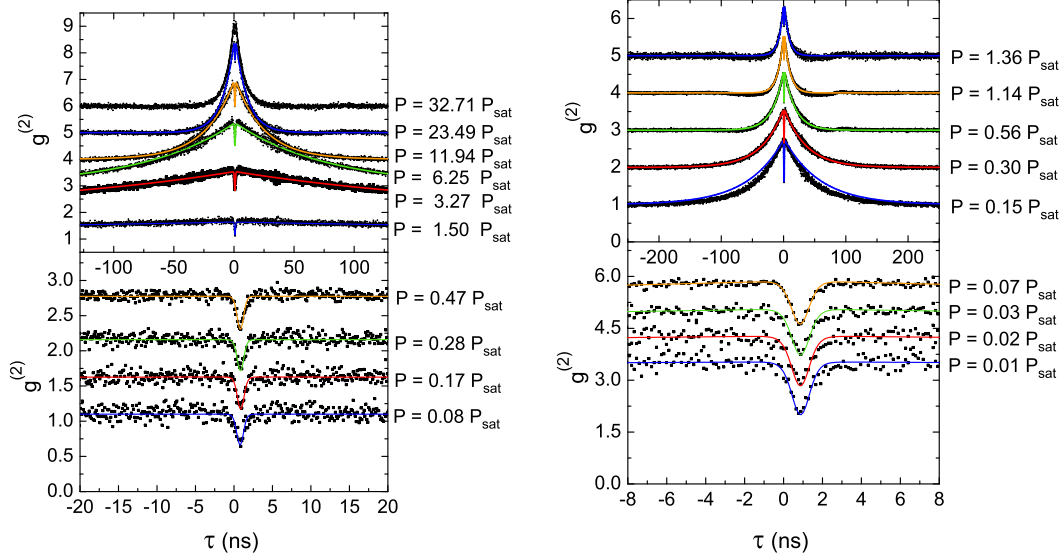 9
8
7
6
5
4
3
2
1
g(2)
P = 32.71 Psat
P = 23.49 Psat
P = 11.94 Psat
P = 6.25 Psat
P = 3.27 Psat
P = 1.50 Psat
-100 -50 0 50 100
3.0
2.5
2.0
1.5
1.0
0.5
0.0
g(2)
P = 0.47 Psat
P = 0.28 Psat
P = 0.17 Psat
P = 0.08 Psat
-20 -15 -10 -5 0 5 10 15 20
τ (ns)
6
5
4
3
2
1
0
g(2)
P = 1.36 Psat
P = 1.14 Psat
P = 0.56 Psat
P = 0.30 Psat
P = 0.15 Psat
-200 -100 0 100 200
6.0
4.5
3.0
1.5
0.0
g(2)
P = 0.07 Psat
P = 0.03 Psat
P = 0.02 Psat
P = 0.01 Psat
-8 -6 -4 -2 0 2 4 6 8
τ (ns)